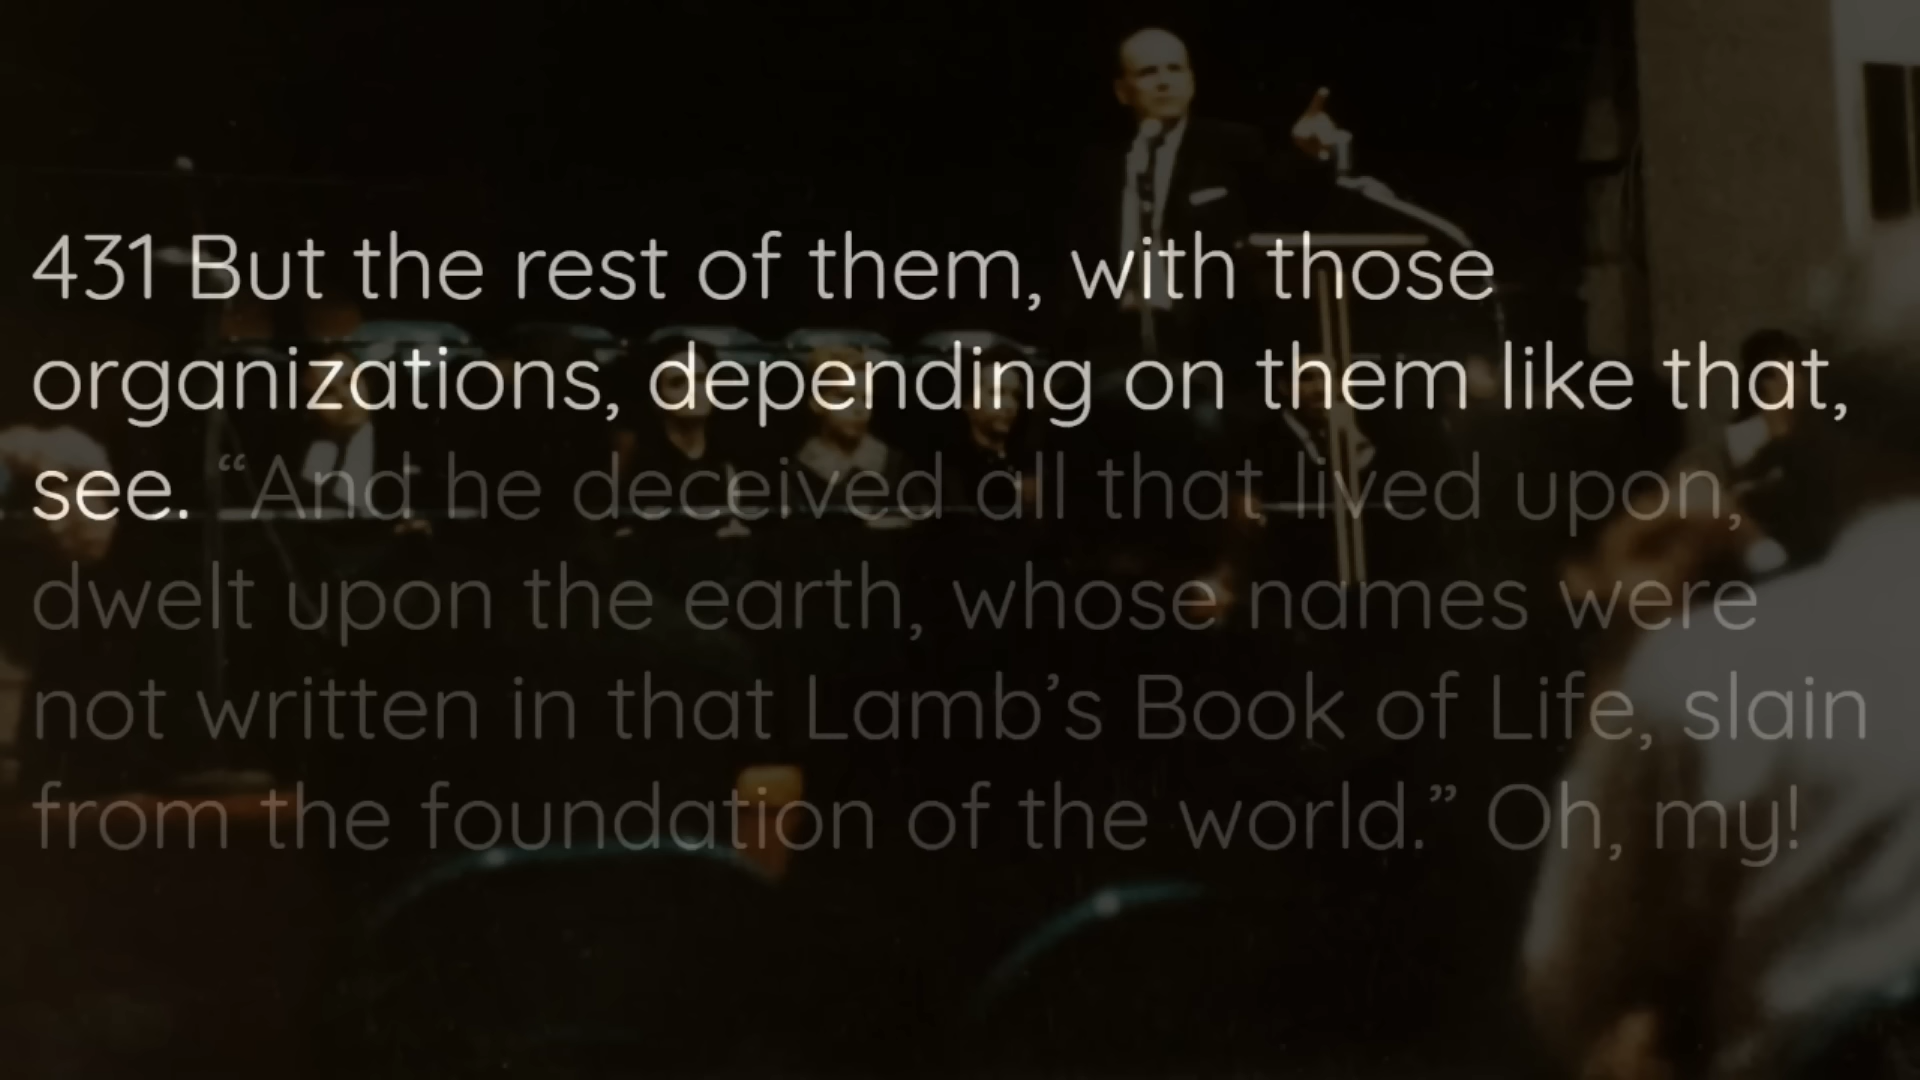 431 But the rest of them, with those
organizations, depending on them like that,
see. “And he deceived all that lived upon,
dwelt upon the earth, whose names were
not written in that Lamb’s Book of Life, slain
from the foundation of the world.” Oh, my!